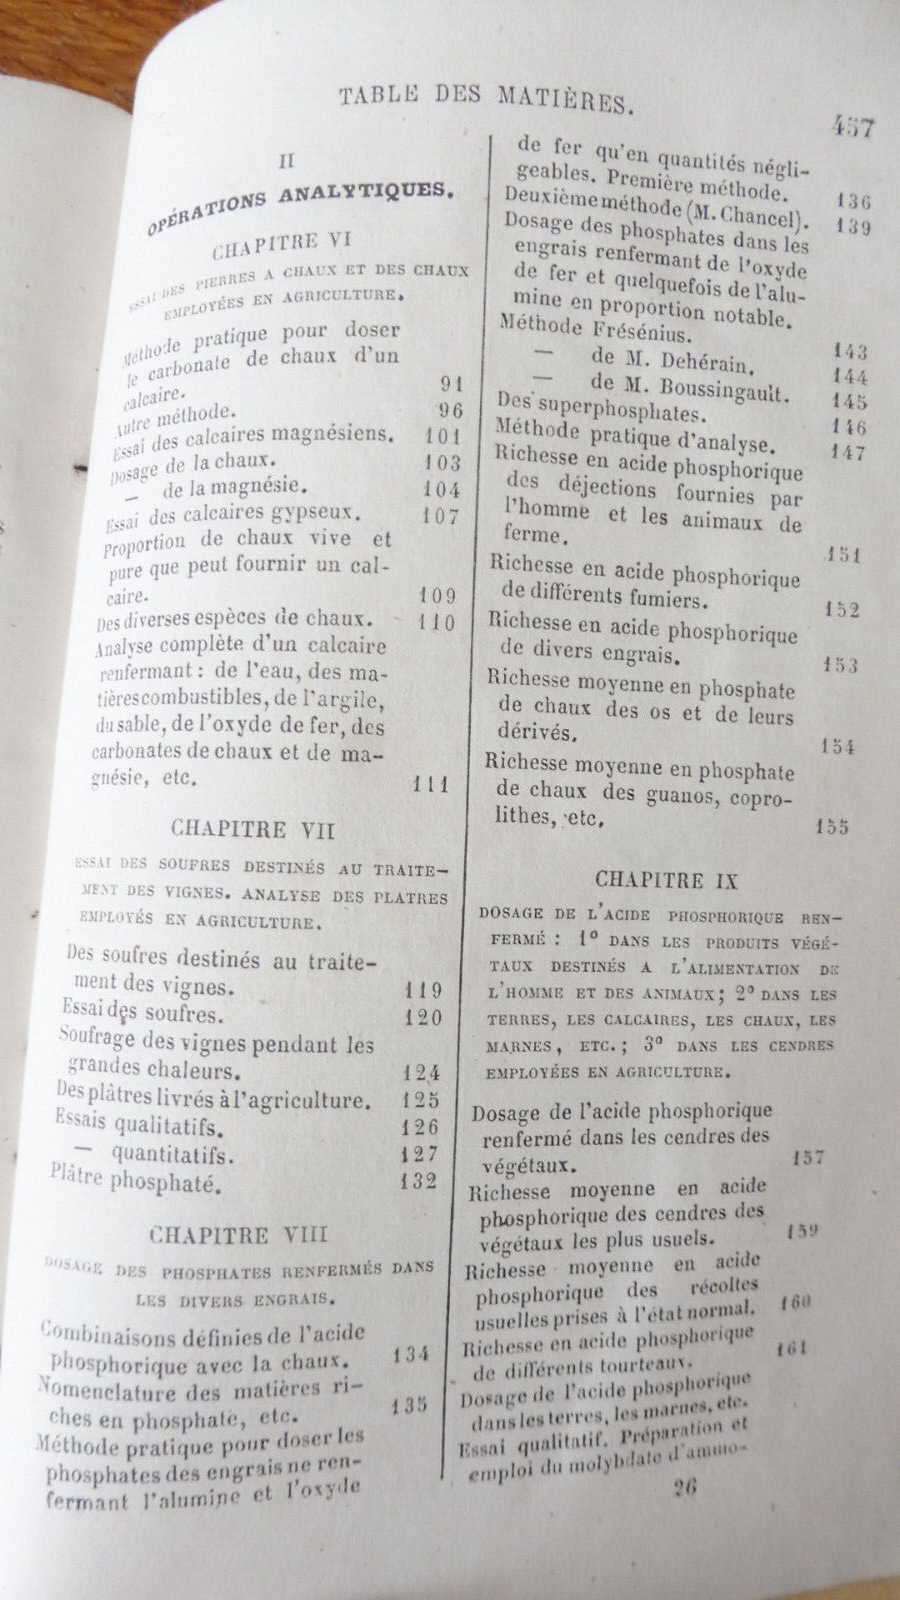 TABLE DES MATIÈRES.
457
II
OPÉRATIONS ANALYTIQUES.
CHAPITRE VI
ESSAI DES PIERRES A CHAUX ET DES CHAUX
EMPLOYÉES EN AGRICULTURE.
Méthode pratique pour doser
le carbonate de chaux d'un
calcaire. 91
Autre méthode. 96
Essai des calcaires magnésiens. 101
Dosage de la chaux. 103
— de la magnésie. 104
Essai des calcaires gypseux. 107
Proportion de chaux vive et
pure que peut fournir un cal-
caire. 109
Des diverses espèces de chaux. 110
Analyse complète d'un calcaire
renfermant : de l'eau, des ma-
tières combustibles, de l'argile,
du sable, de l'oxyde de fer, des
carbonates de chaux et de ma-
gnésie, etc. 111
CHAPITRE VII
ESSAI DES SOUFRES DESTINÉS AU TRAITE-
MENT DES VIGNES. ANALYSE DES PLATRES
EMPLOYÉS EN AGRICULTURE.
Des soufres destinés au traite-
ment des vignes. 119
Essai des soufres. 120
Soufrage des vignes pendant les
grandes chaleurs. 124
Des plâtres livrés à l'agriculture. 125
Essais qualitatifs. 126
— quantitatifs. 127
Plâtre phosphaté. 132
CHAPITRE VIII
DOSAGE DES PHOSPHATES RENFERMÉS DANS
LES DIVERS ENGRAIS.
Combinaisons définies de l'acide
phosphorique avec la chaux. 134
Nomenclature des matières ri-
ches en phosphate, etc. 135
Méthode pratique pour doser les
phosphates des engrais ne ren-
fermant l'alumine et l'oxyde
de fer qu'en quantités négli-
geables. Première méthode. 136
Deuxième méthode (M. Chancel). 139
Dosage des phosphates dans les
engrais renfermant de l'oxyde
de fer et quelquefois de l'alu-
mine en proportion notable.
Méthode Frésénius. 143
— de M. Dehérain. 144
— de M. Boussingault. 145
Des superphosphates. 146
Méthode pratique d'analyse. 147
Richesse en acide phosphorique
des déjections fournies par
l'homme et les animaux de
ferme. 151
Richesse en acide phosphorique
de différents fumiers. 152
Richesse en acide phosphorique
de divers engrais. 153
Richesse moyenne en phosphate
de chaux des os et de leurs
dérivés. 154
Richesse moyenne en phosphate
de chaux des guanos, copro-
lithes, etc, 155
CHAPITRE IX
DOSAGE DE L'ACIDE PHOSPHORIQUE REN-
FERMÉ : 1° DANS LES PRODUITS VÉGÉ-
TAUX DESTINÉS A L'ALIMENTATION DE
L'HOMME ET DES ANIMAUX; 2° DANS LES
TERRES, LES CALCAIRES, LES CHAUX, LES
MARNES, ETC. ; 3° DANS LES CENDRES
EMPLOYÉES EN AGRICULTURE.
Dosage de l'acide phosphorique
renfermé dans les cendres des
végétaux. 157
Richesse moyenne en acide
phosphorique des cendres des
végétaux les plus usuels. 159
Richesse moyenne en acide
phosphorique des récoltes
usuelles prises à l'état normal. 160
Richesse en acide phosphorique
de différents tourteaux. 161
Dosage de l'acide phosphorique
dans les terres, les marnes, etc.
Essai qualitatif. Préparation et
emploi du molybdate d'ammo-
26